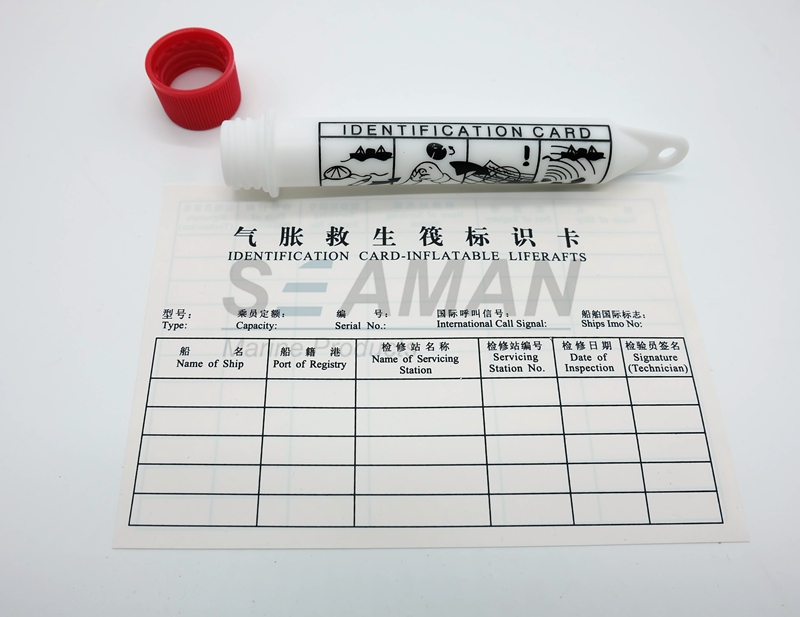 IDENTIFICATION CARD
气胀救生筏标识卡
IDENTIFICATION CARD-INFLATABLE LIFERAFTS
SEAMAN
Marine Products
型号: 乘员定额: 编 号: 国际呼叫信号: 船舶国际标志:
Type: Capacity: Serial No.: International Call Signal: Ships Imo No:
船 名 船 籍 港 检修站名称 检修站编号 检修日期 检验员签名
Name of Ship Port of Registry Name of Servicing Station Servicing Station No. Date of Inspection Signature (Technician)